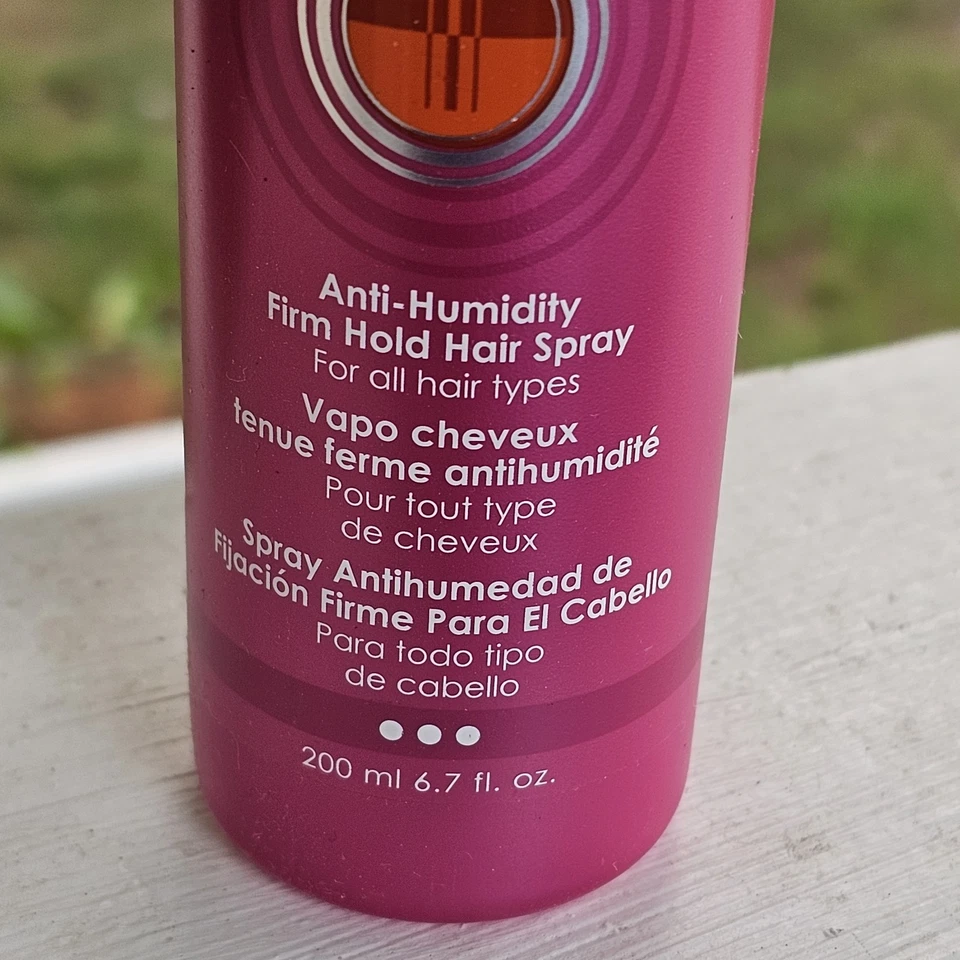 Anti-Humidity
Firm Hold Hair Spray
For all hair types
Vapo cheveux
tenue ferme antihumidité
Pour tout type
de cheveux
Spray Antihumedad de
Fijación Firme Para El Cabello
Para todo tipo
de cabello
200 ml 6.7 fl. oz.